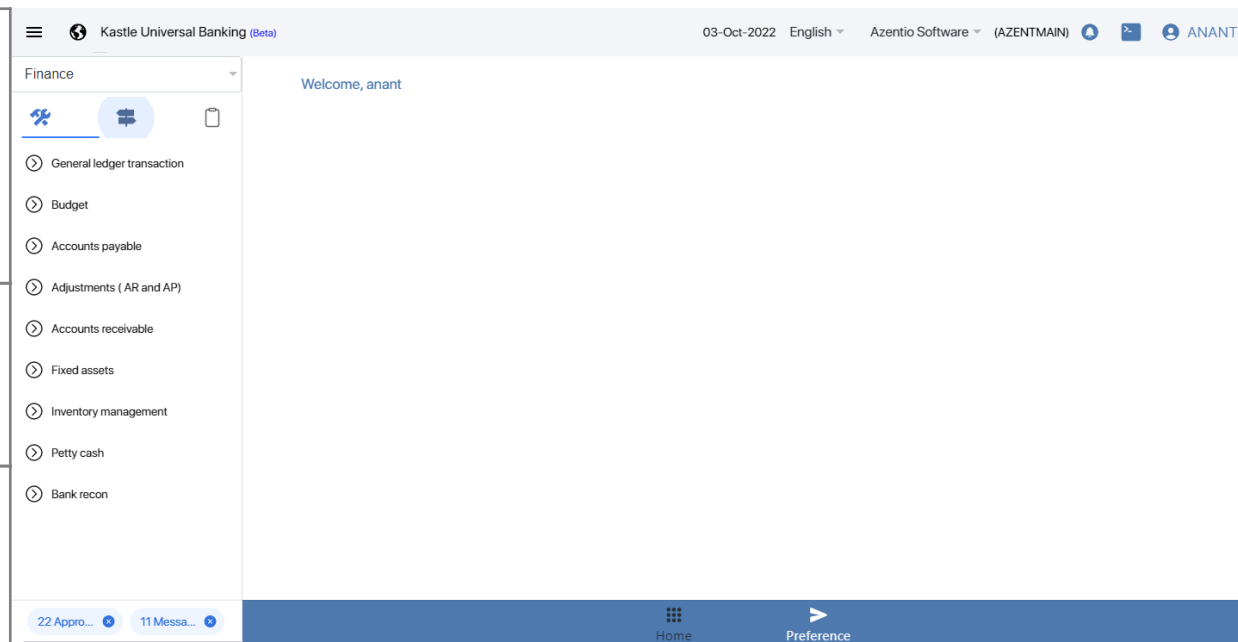 Kastle Universal Banking (Beta)
03-Oct-2022 English Azentio Software (AZENTMAIN) ANANT
Finance
Welcome, anant
General ledger transaction
Budget
Accounts payable
Adjustments ( AR and AP)
Accounts receivable
Fixed assets
Inventory management
Petty cash
Bank recon
22 Appro... 11 Messa...
Home Preference